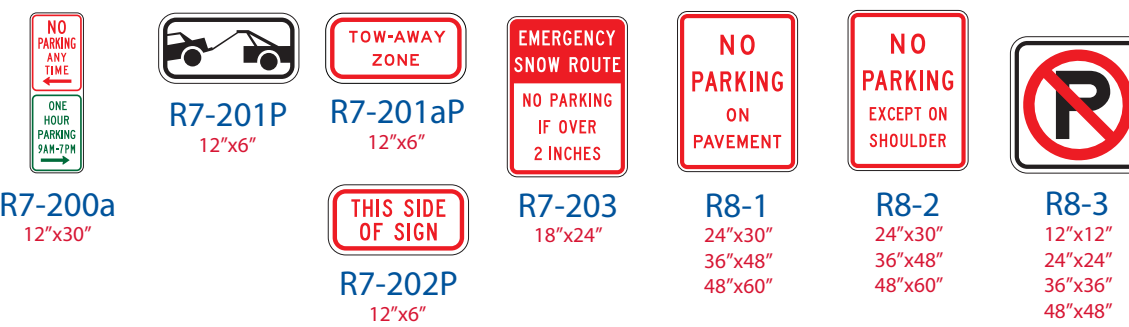 NO
PARKING
ANY
TIME
ONE
HOUR
PARKING
9AM-7PM
R7-200a
12”x30”
R7-201P
12”x6”
TOW-AWAY
ZONE
R7-201aP
12”x6”
THIS SIDE
OF SIGN
R7-202P
12”x6”
EMERGENCY
SNOW ROUTE
NO PARKING
IF OVER
2 INCHES
R7-203
18”x24”
NO
PARKING
ON
PAVEMENT
R8-1
24”x30”
36”x48”
48”x60”
NO
PARKING
EXCEPT ON
SHOULDER
R8-2
24”x30”
36”x48”
48”x60”
P
R8-3
12”x12”
24”x24”
36”x36”
48”x48”